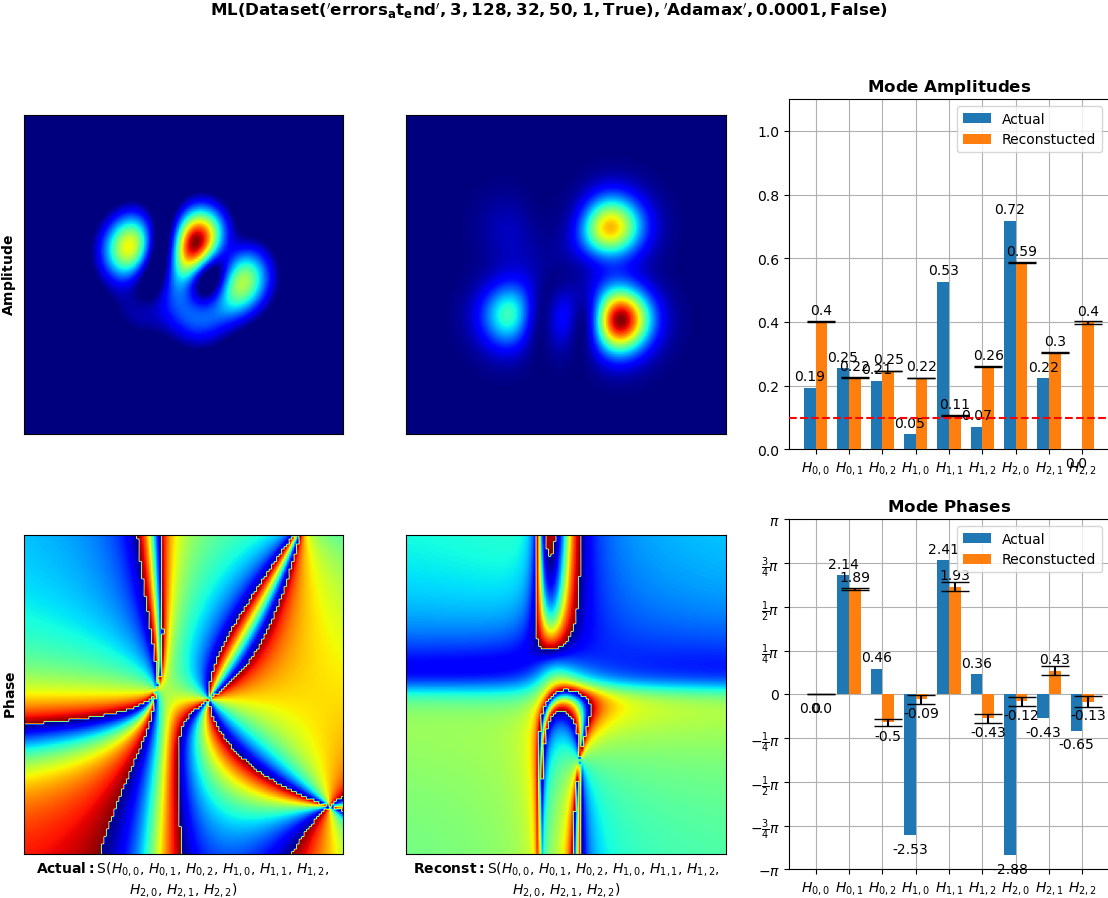 ML(Dataset('errors_at_end', 3, 128, 32, 50, 1, True), 'Adamax', 0.0001, False)
Amplitude
Mode Amplitudes
Actual
Reconstucted
1.0
0.8
0.6
0.4
0.2
0.0
0.19
0.4
0.25
0.22
0.21
0.25
0.05
0.22
0.53
0.11
0.07
0.26
0.72
0.59
0.22
0.3
0.0
0.4
H0,0 H0,1 H0,2 H1,0 H1,1 H1,2 H2,0 H2,1 H2,2
Phase
Mode Phases
Actual
Reconstucted
π
3/4π
1/2π
1/4π
0
−1/4π
−1/2π
−3/4π
−π
0.0
0.0
2.14
1.89
0.46
-0.5
-2.53
-0.09
2.41
1.93
0.36
-0.43
-2.88
-0.12
-0.43
0.43
-0.65
-0.13
H0,0 H0,1 H0,2 H1,0 H1,1 H1,2 H2,0 H2,1 H2,2
Actual: S(H0,0, H0,1, H0,2, H1,0, H1,1, H1,2,
H2,0, H2,1, H2,2)
Reconst: S(H0,0, H0,1, H0,2, H1,0, H1,1, H1,2,
H2,0, H2,1, H2,2)